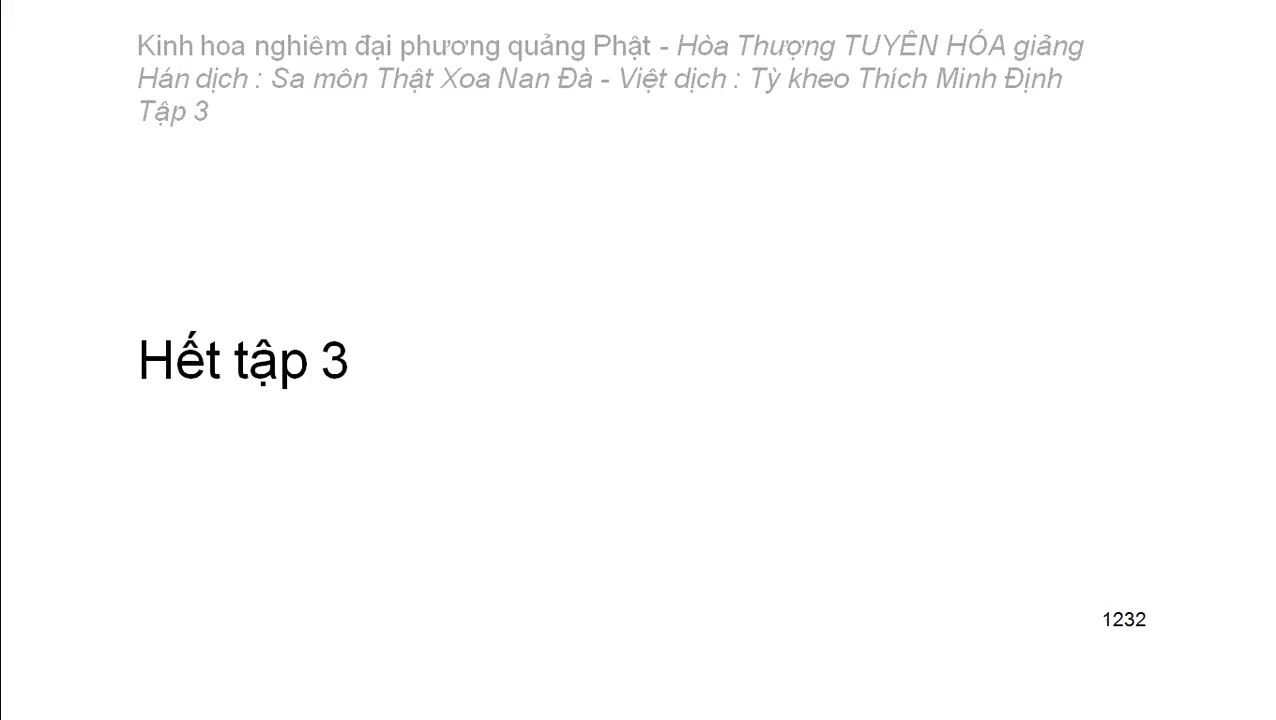 Kinh hoa nghiêm đại phương quảng Phật - Hòa Thượng TUYÊN HÓA giảng
Hán dịch : Sa môn Thật Xoa Nan Đà - Việt dịch : Tỳ kheo Thích Minh Định
Tập 3
Hết tập 3
1232